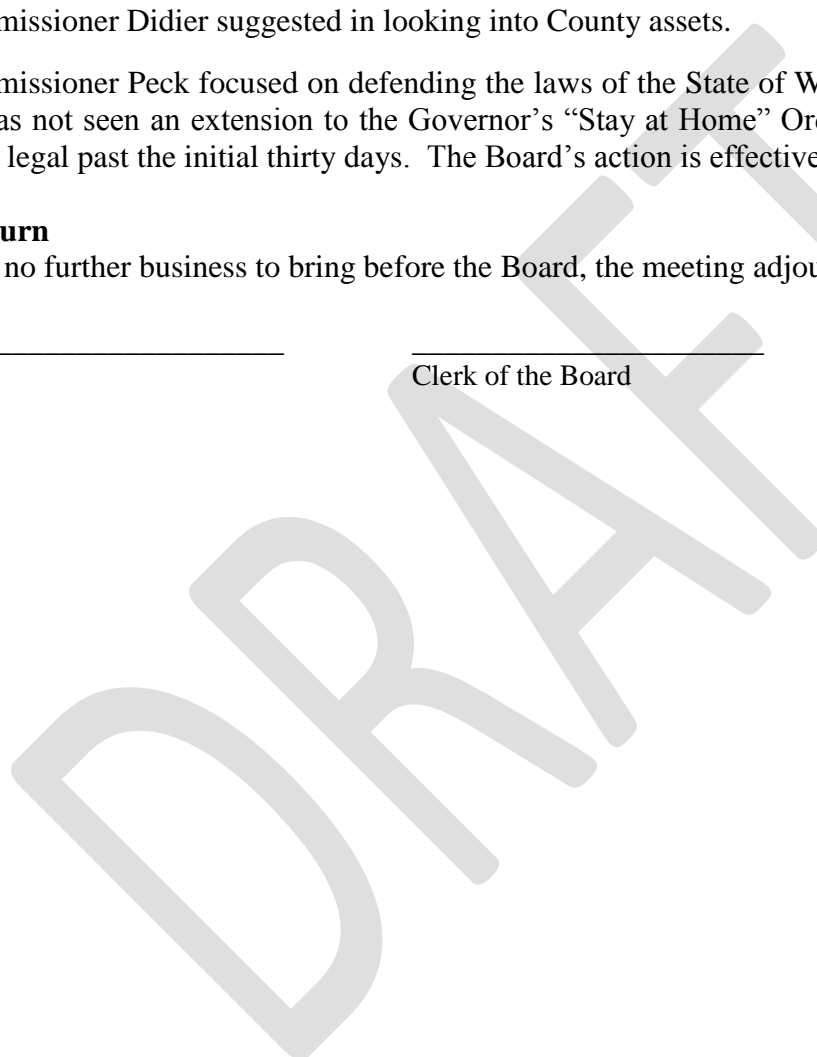 missioner Didier suggested in looking into County assets.
missioner Peck focused on defending the laws of the State of W
as not seen an extension to the Governor’s “Stay at Home” Or
legal past the initial thirty days. The Board’s action is effective
urn
no further business to bring before the Board, the meeting adjou
Clerk of the Board
DRAFT